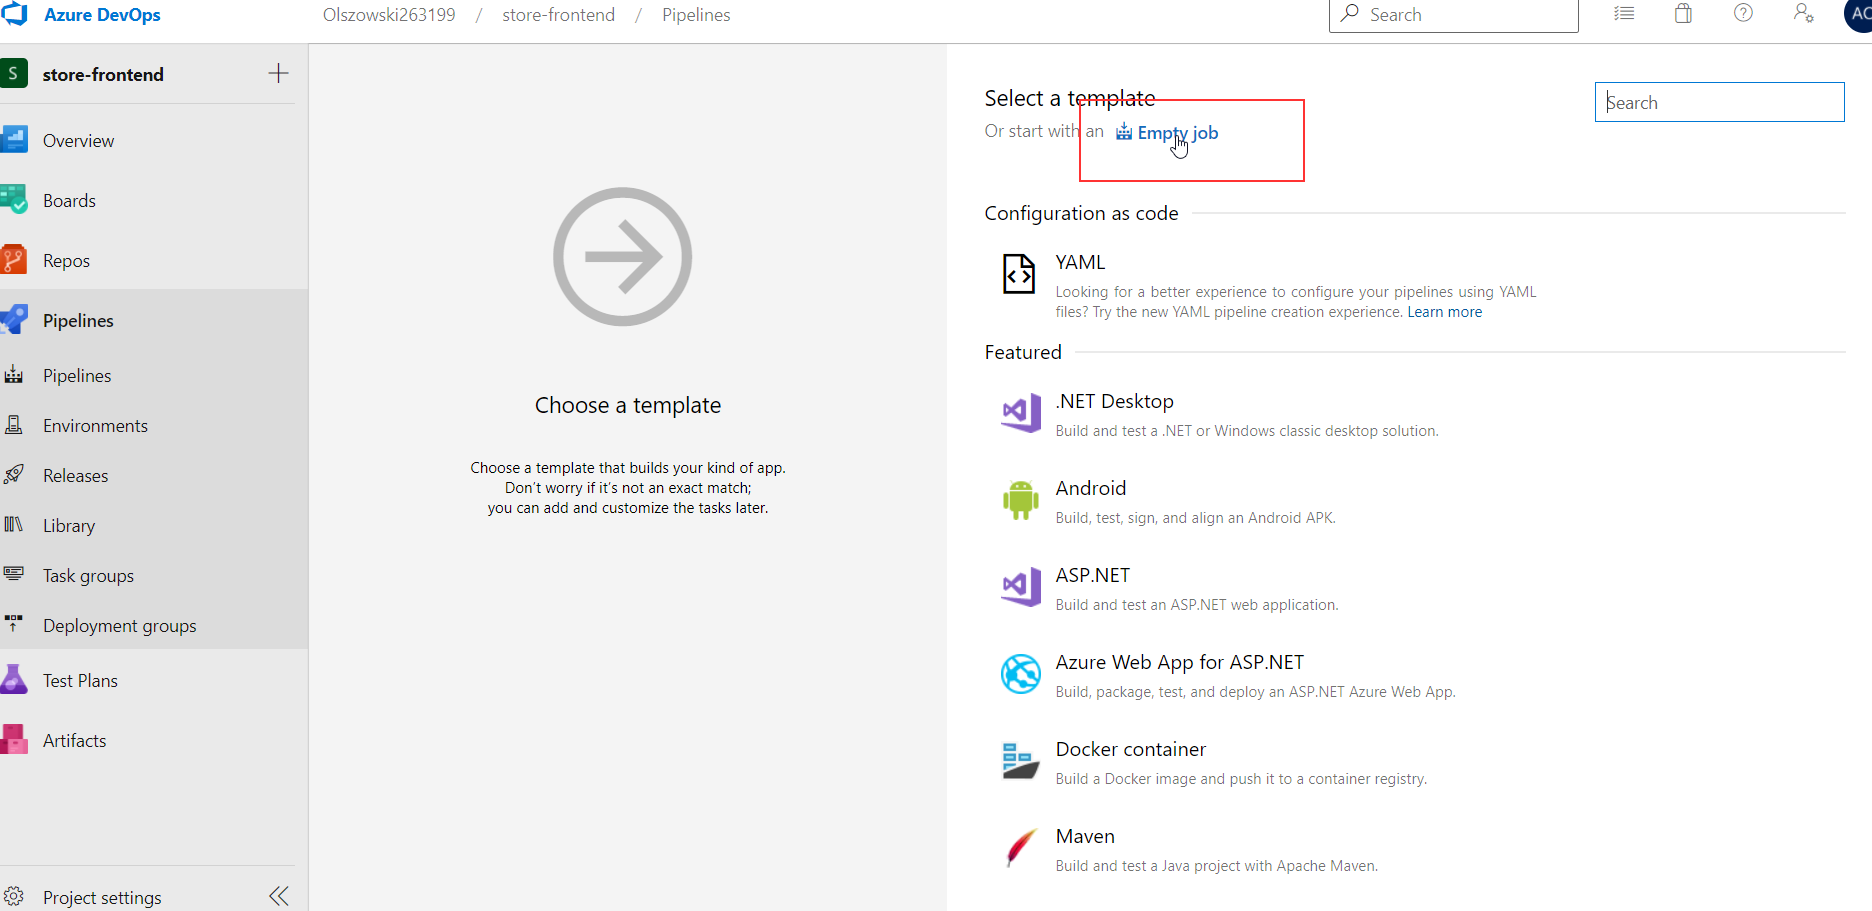 Azure DevOps
Olszowski263199 / store-frontend / Pipelines
Search
AC
S store-frontend
Overview
Boards
Repos
Pipelines
Pipelines
Environments
Releases
Library
Task groups
Deployment groups
Test Plans
Artifacts
Project settings
Choose a template
Choose a template that builds your kind of app.
Don't worry if it's not an exact match;
you can add and customize the tasks later.
Select a template
Or start with an Empty job
Search
Configuration as code
YAML
Looking for a better experience to configure your pipelines using YAML
files? Try the new YAML pipeline creation experience. Learn more
Featured
.NET Desktop
Build and test a .NET or Windows classic desktop solution.
Android
Build, test, sign, and align an Android APK.
ASP.NET
Build and test an ASP.NET web application.
Azure Web App for ASP.NET
Build, package, test, and deploy an ASP.NET Azure Web App.
Docker container
Build a Docker image and push it to a container registry.
Maven
Build and test a Java project with Apache Maven.